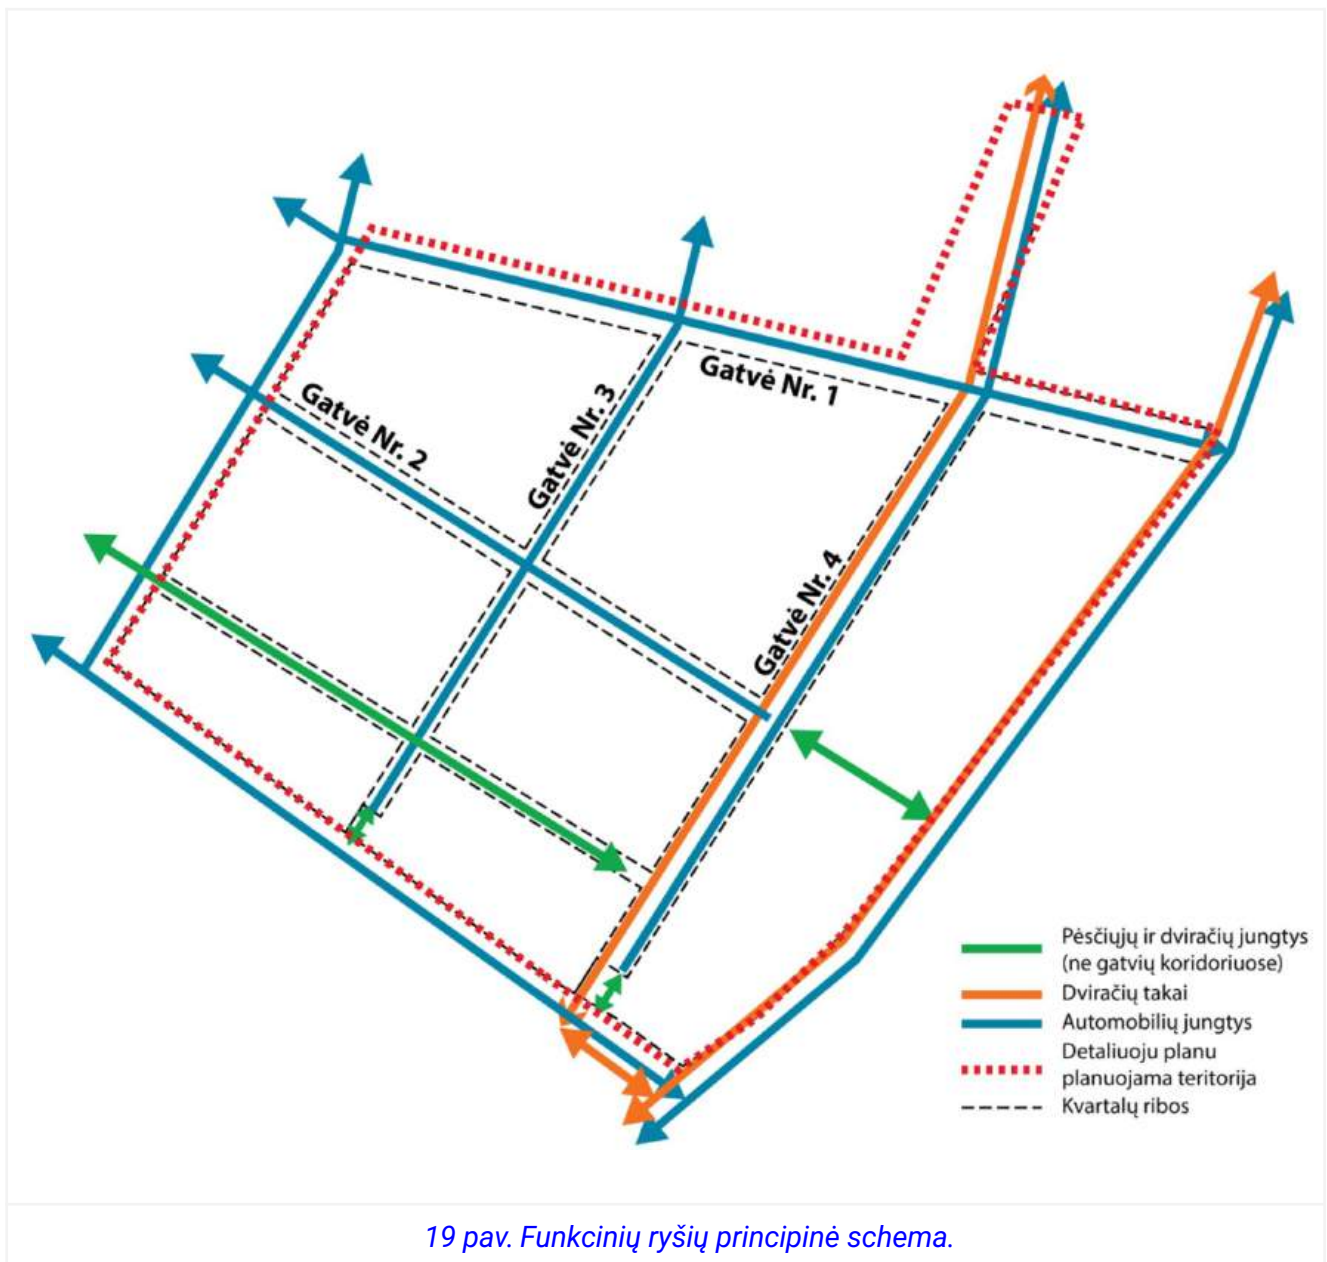 Gatvė Nr. 1
Gatvė Nr. 2
Gatvė Nr. 3
Gatvė Nr. 4
Pėsčiųjų ir dviračių jungtys
(ne gatvių koridoriuose)
Dviračių takai
Automobilių jungtys
Detaliuoju planu
planuojama teritorija
Kvartalų ribos
19 pav. Funkcinių ryšių principinė schema.